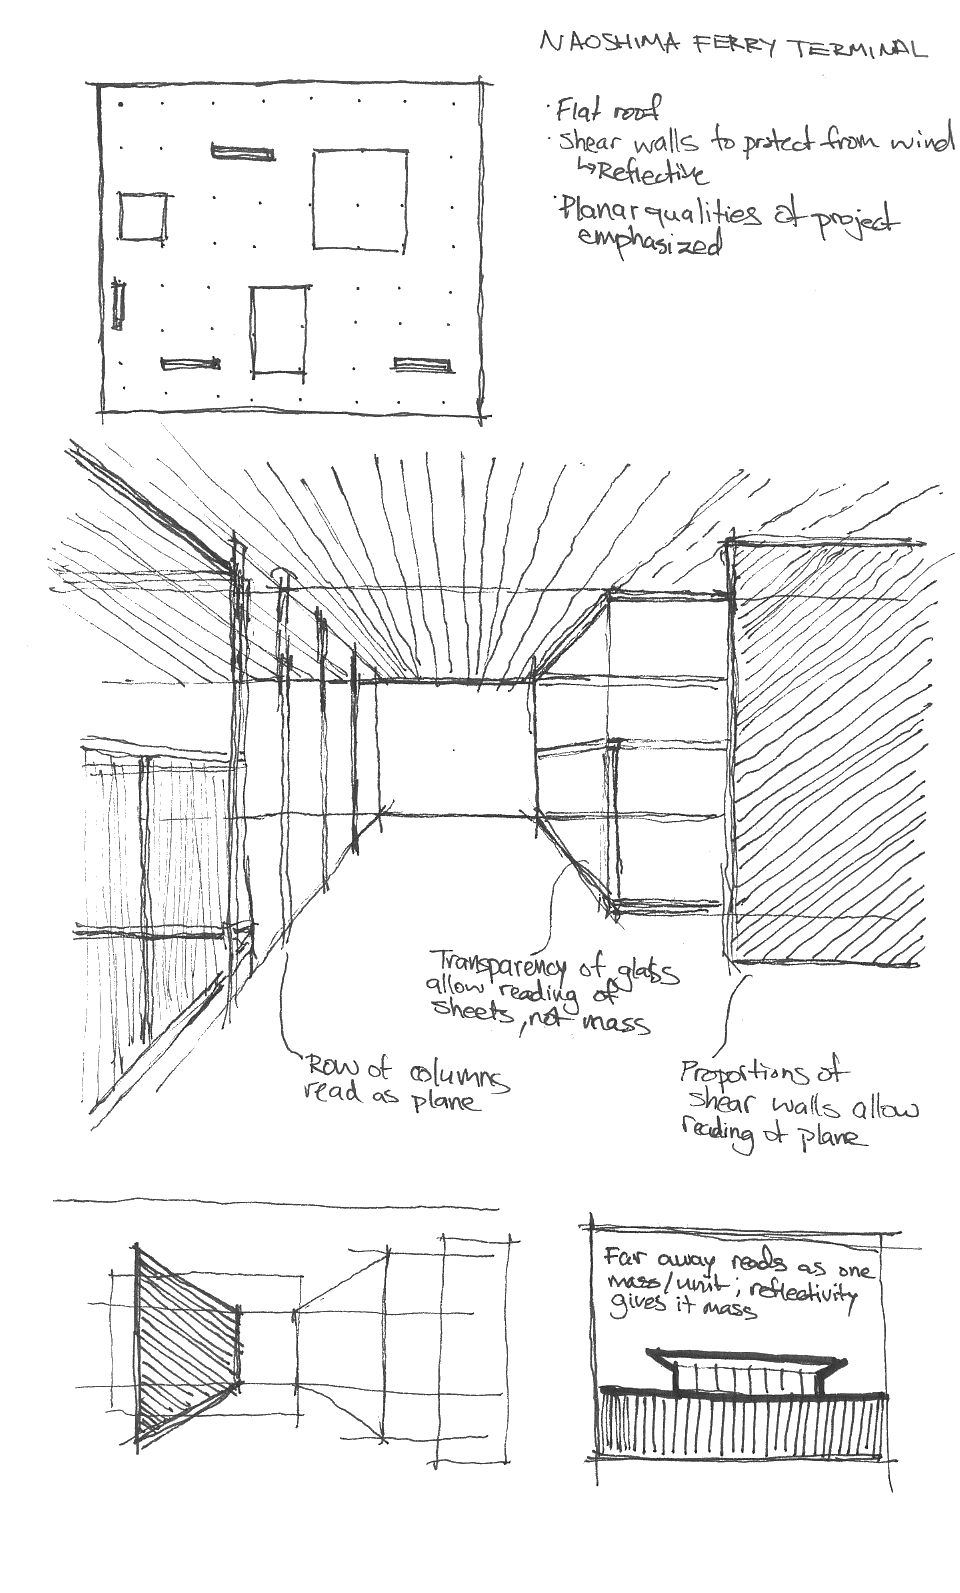 NAOSHIMA FERRY TERMINAL
· Flat roof
· shear walls to protect from wind
↳ Reflective
· Planar qualities of project
emphasized
Transparency of glass
allow reading of
sheets, not mass
Row of columns
read as plane
Proportions of
shear walls allow
reading of plane
Far away reads as one
mass/unit; reflectivity
gives it mass